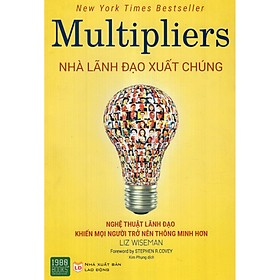 New York Times Bestseller
Multipliers
NHÀ LÃNH ĐẠO XUẤT CHÚNG
NGHỆ THUẬT LÃNH ĐẠO
KHIẾN MỌI NGƯỜI TRỞ NÊN THÔNG MINH HƠN
LIZ WISEMAN
Foreword by STEPHEN R.COVEY
Kim Phụng dịch
1980
BOOKS
NHÀ XUẤT BẢN
LAO ĐỘNG